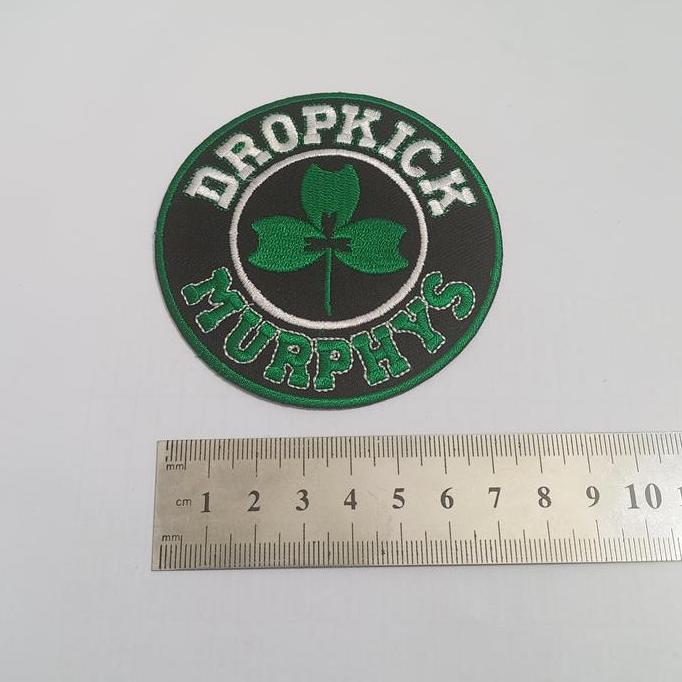 DROPKICK
MURPHYS
mm
cm 1 2 3 4 5 6 7 8 9 10
mm